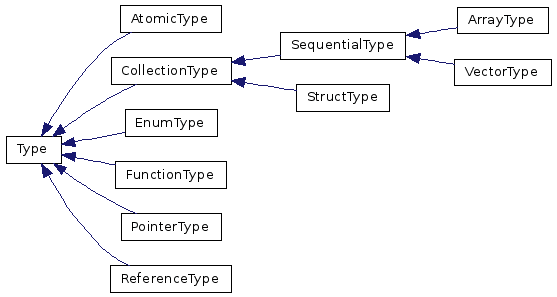 AtomicType
ArrayType
SequentialType
CollectionType
VectorType
StructType
EnumType
Type
FunctionType
PointerType
ReferenceType